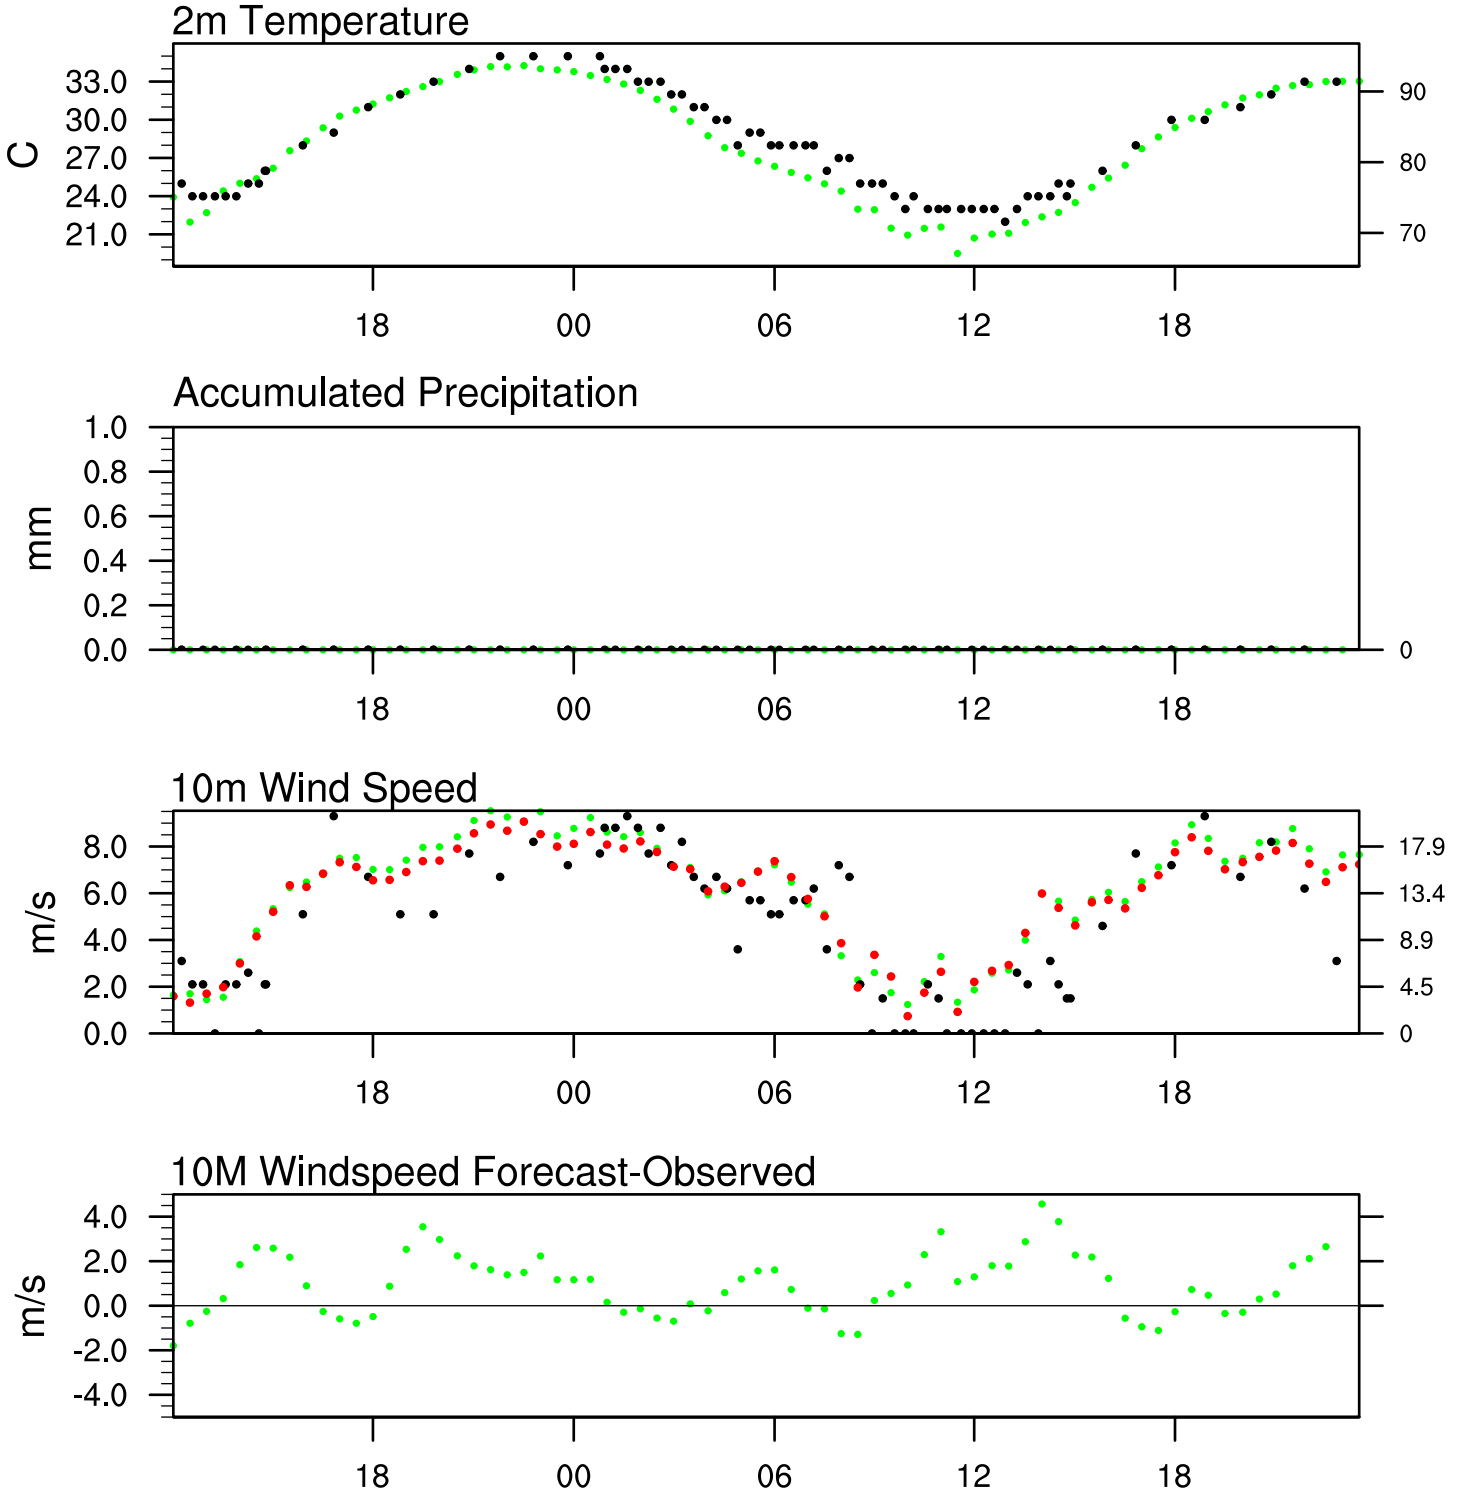 2m Temperature
33.0
30.0
27.0
24.0
21.0
C
90
80
70
18 00 06 12 18
Accumulated Precipitation
1.0
0.8
0.6
0.4
0.2
0.0
mm
0
18 00 06 12 18
10m Wind Speed
8.0
6.0
4.0
2.0
0.0
m/s
17.9
13.4
8.9
4.5
0
18 00 06 12 18
10M Windspeed Forecast-Observed
4.0
2.0
0.0
-2.0
-4.0
m/s
18 00 06 12 18